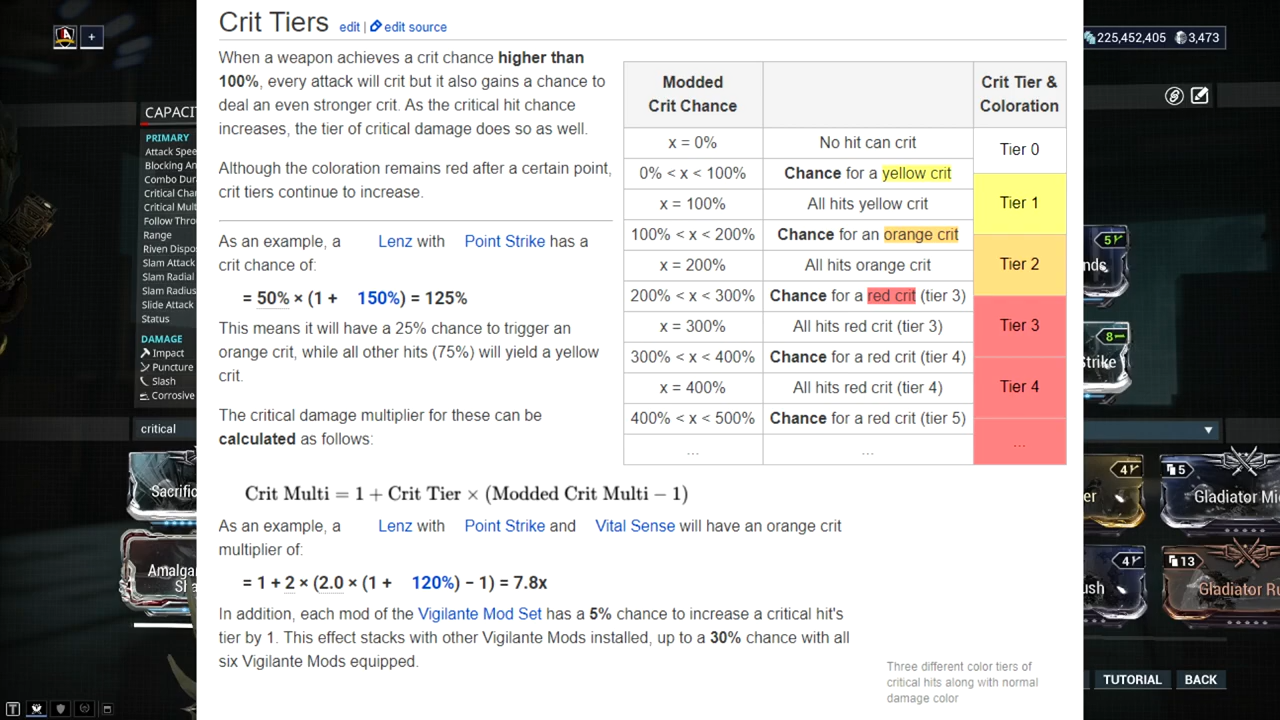 Crit Tiers edit | edit source
When a weapon achieves a crit chance higher than
100%, every attack will crit but it also gains a chance to
deal an even stronger crit. As the critical hit chance
increases, the tier of critical damage does so as well.
Although the coloration remains red after a certain point,
crit tiers continue to increase.
As an example, a Lenz with Point Strike has a
crit chance of:
= 50% × (1 + 150%) = 125%
This means it will have a 25% chance to trigger an
orange crit, while all other hits (75%) will yield a yellow
crit.
The critical damage multiplier for these can be
calculated as follows:
Modded Crit Chance Crit Tier & Coloration
x = 0% No hit can crit Tier 0
0% < x < 100% Chance for a yellow crit
x = 100% All hits yellow crit Tier 1
100% < x < 200% Chance for an orange crit
x = 200% All hits orange crit Tier 2
200% < x < 300% Chance for a red crit (tier 3)
x = 300% All hits red crit (tier 3) Tier 3
300% < x < 400% Chance for a red crit (tier 4)
x = 400% All hits red crit (tier 4) Tier 4
400% < x < 500% Chance for a red crit (tier 5)
... ... ...
Crit Multi = 1 + Crit Tier × (Modded Crit Multi − 1)
As an example, a Lenz with Point Strike and Vital Sense will have an orange crit
multiplier of:
= 1 + 2 × (2.0 × (1 + 120%) − 1) = 7.8x
In addition, each mod of the Vigilante Mod Set has a 5% chance to increase a critical hit's
tier by 1. This effect stacks with other Vigilante Mods installed, up to a 30% chance with all
six Vigilante Mods equipped.
Three different color tiers of
critical hits along with normal
damage color
CAPACIT
PRIMARY
Attack Spee
Blocking An
Combo Dura
Critical Chan
Critical Mult
Follow Thro
Range
Riven Dispos
Slam Attack
Slam Radial
Slam Radius
Slide Attack
Status
DAMAGE
Impact
Puncture
Slash
Corrosive
critical
Sacrific
Amalga
225,452,405 3,473
5
nds
8
Strike
4
er
5
Gladiator Mi
4
ush
13
Gladiator Ru
TUTORIAL BACK